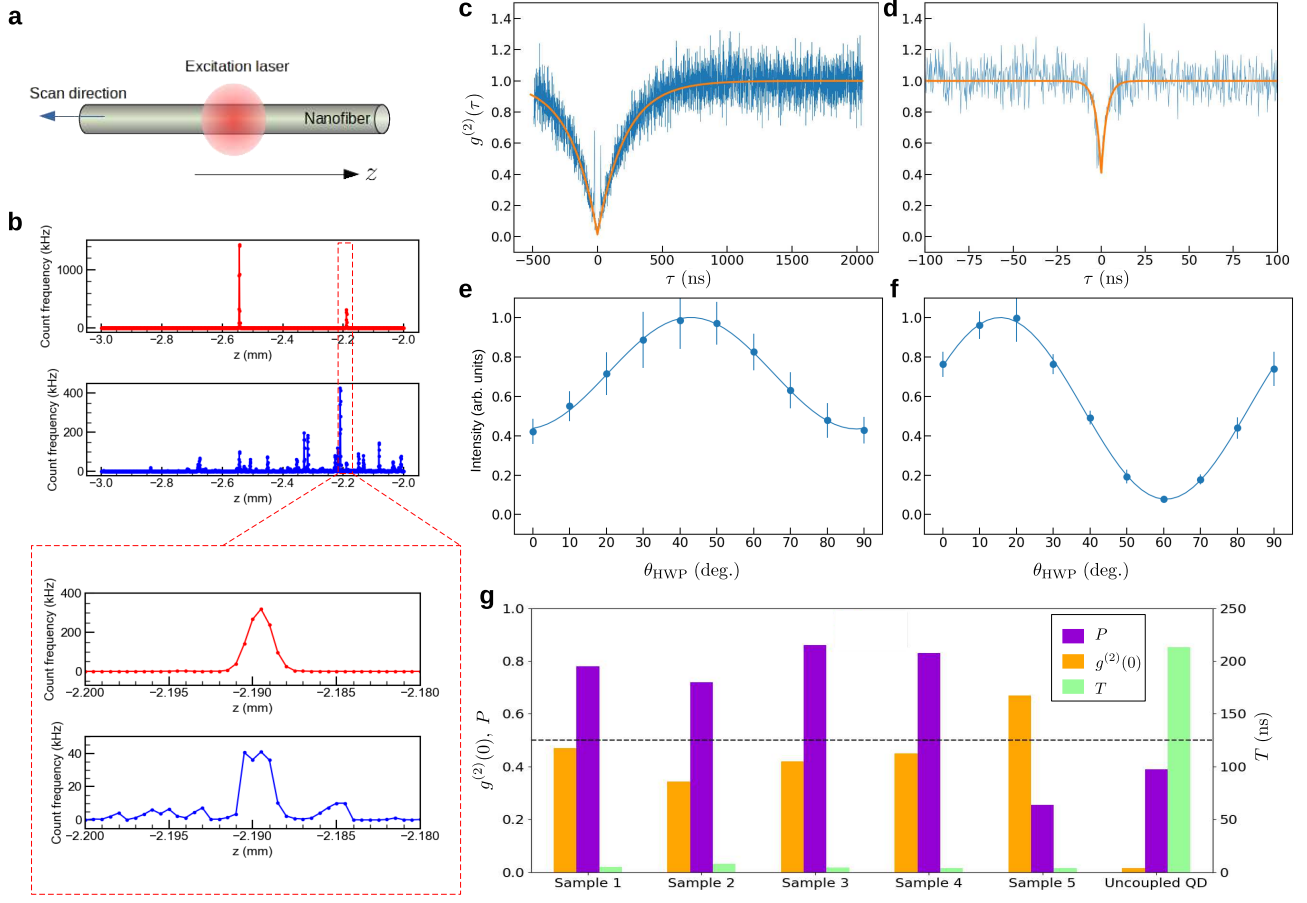 a
Excitation laser
Scan direction
Nanofiber
z
b
Count frequency (kHz)
1000
0
−3.0 −2.8 −2.6 −2.4 −2.2 −2.0
z (mm)
Count frequency (kHz)
400
200
0
−3.0 −2.8 −2.6 −2.4 −2.2 −2.0
z (mm)
Count frequency (kHz)
400
200
0
−2.200 −2.195 −2.190 −2.185 −2.180
z (mm)
Count frequency (kHz)
40
20
0
−2.200 −2.195 −2.190 −2.185 −2.180
z (mm)
c
g⁽²⁾(τ)
1.4
1.2
1.0
0.8
0.6
0.4
0.2
0.0
−500 0 500 1000 1500 2000
τ (ns)
d
1.4
1.2
1.0
0.8
0.6
0.4
0.2
0.0
−100 −75 −50 −25 0 25 50 75 100
τ (ns)
e
Intensity (arb. units)
1.0
0.8
0.6
0.4
0.2
0.0
0 10 20 30 40 50 60 70 80 90
θHWP (deg.)
f
1.0
0.8
0.6
0.4
0.2
0.0
0 10 20 30 40 50 60 70 80 90
θHWP (deg.)
g
g⁽²⁾(0), P
1.0
0.8
0.6
0.4
0.2
0.0
P
g⁽²⁾(0)
T
250
200
150
100
50
0
T (ns)
Sample 1 Sample 2 Sample 3 Sample 4 Sample 5 Uncoupled QD